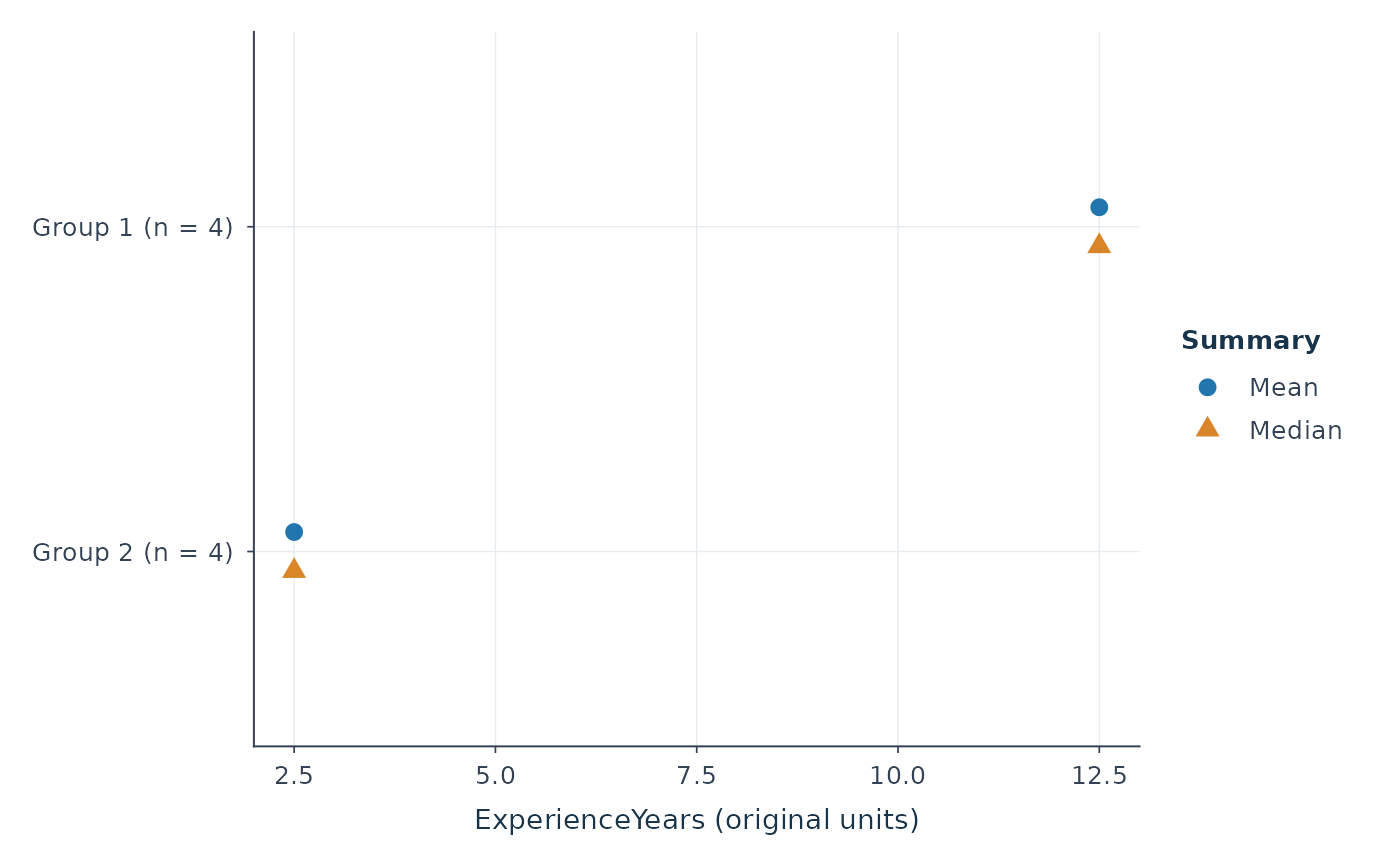 Group 1 (n = 4)
Group 2 (n = 4)
2.5
5.0
7.5
10.0
12.5
ExperienceYears (original units)
Summary
Mean
Median